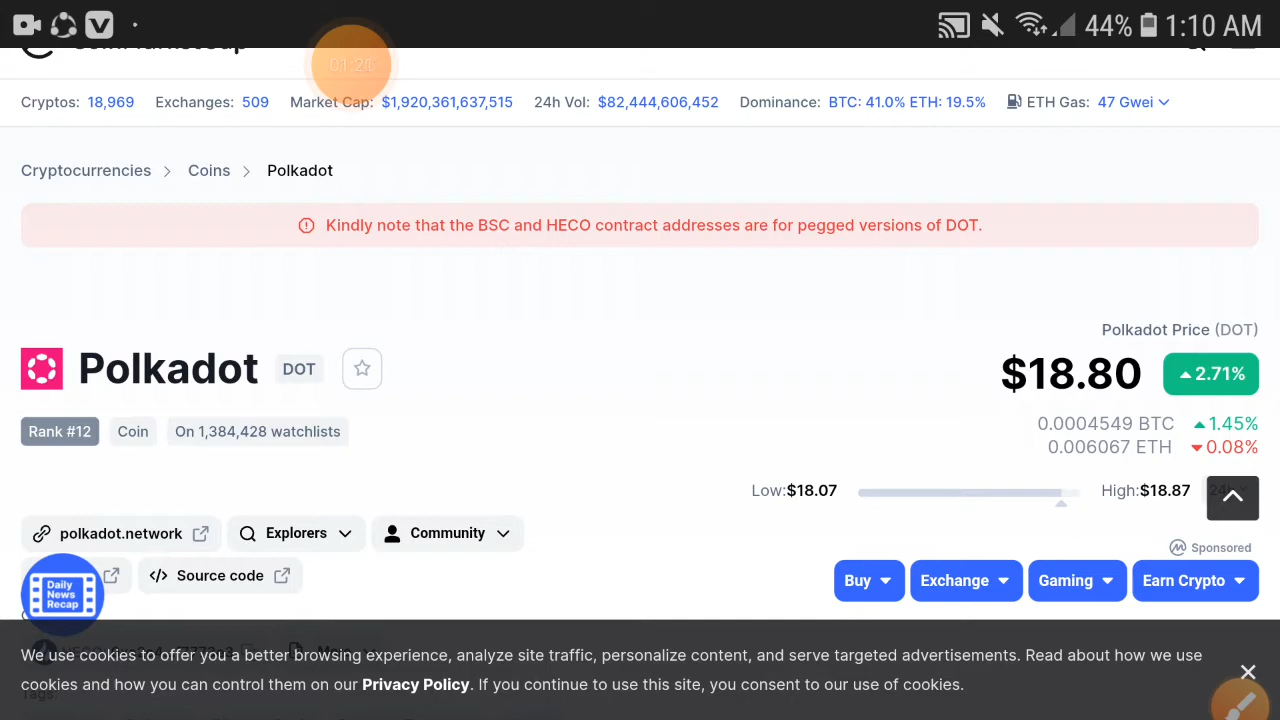 44% 1:10 AM
01:21
Cryptos: 18,969 Exchanges: 509 Market Cap: $1,920,361,637,515 24h Vol: $82,444,606,452 Dominance: BTC: 41.0% ETH: 19.5% ETH Gas: 47 Gwei
Cryptocurrencies > Coins > Polkadot
Kindly note that the BSC and HECO contract addresses are for pegged versions of DOT.
Polkadot Price (DOT)
Polkadot DOT $18.80 2.71%
Rank #12 Coin On 1,384,428 watchlists 0.0004549 BTC 1.45%
0.006067 ETH 0.08%
Low:$18.07 High:$18.87
polkadot.network Explorers Community
Sponsored
Source code
Buy Exchange Gaming Earn Crypto
Daily
News
Recap
We use cookies to offer you a better browsing experience, analyze site traffic, personalize content, and serve targeted advertisements. Read about how we use
cookies and how you can control them on our Privacy Policy. If you continue to use this site, you consent to our use of cookies.
Tags: